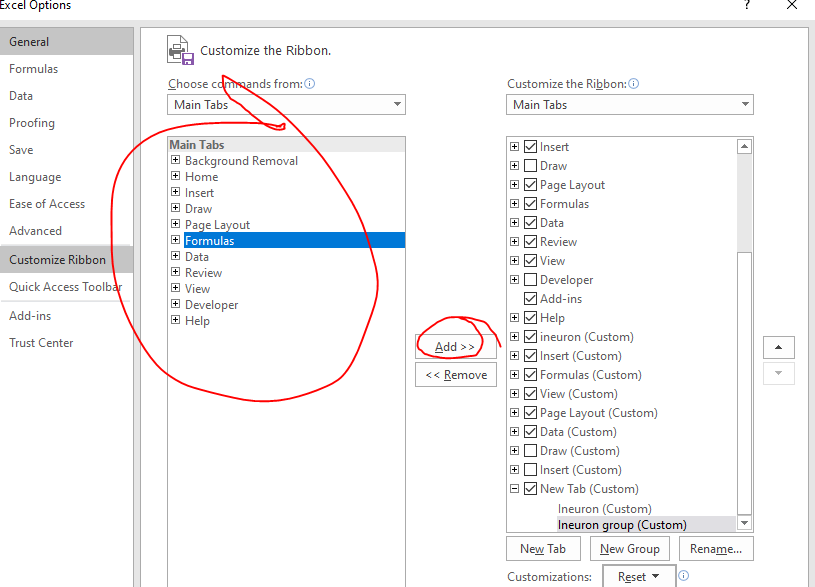 Excel Options ? ×
General
Formulas
Data
Proofing
Save
Language
Ease of Access
Advanced
Customize Ribbon
Quick Access Toolbar
Add-ins
Trust Center
Customize the Ribbon.
Choose commands from:
Main Tabs
Main Tabs
Background Removal
Home
Insert
Draw
Page Layout
Formulas
Data
Review
View
Developer
Help
Add >>
<< Remove
Customize the Ribbon:
Main Tabs
Insert
Draw
Page Layout
Formulas
Data
Review
View
Developer
Add-ins
Help
ineuron (Custom)
Insert (Custom)
Formulas (Custom)
View (Custom)
Page Layout (Custom)
Data (Custom)
Draw (Custom)
Insert (Custom)
New Tab (Custom)
Ineuron (Custom)
Ineuron group (Custom)
New Tab New Group Rename...
Customizations: Reset